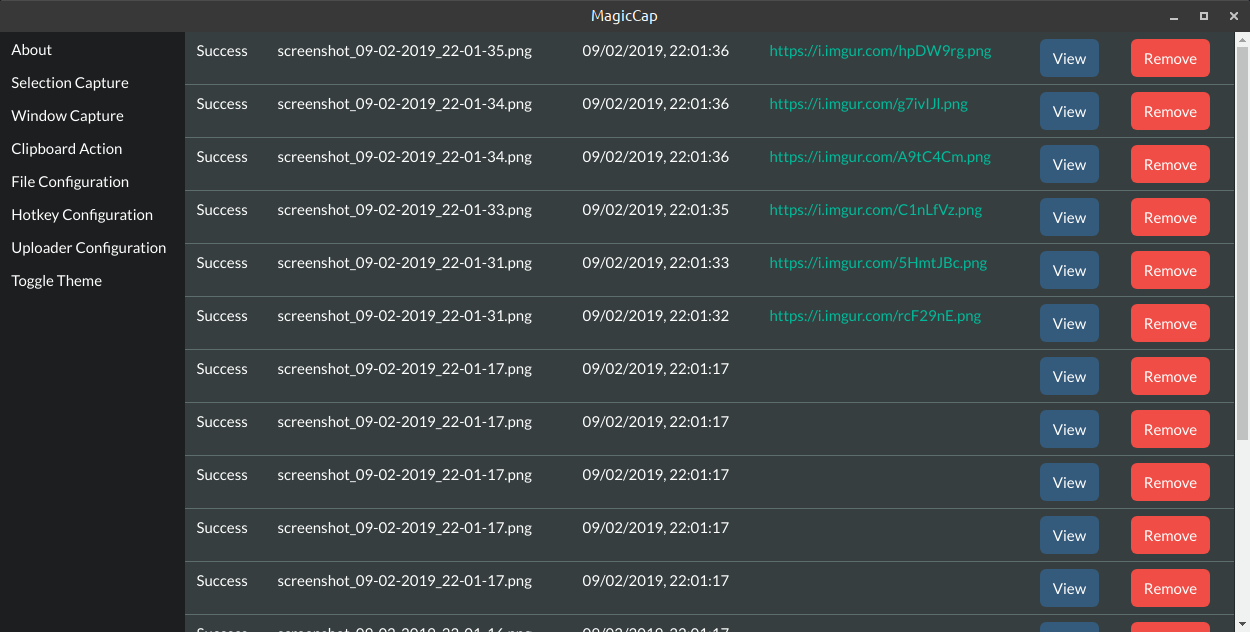 MagicCap
About
Selection Capture
Window Capture
Clipboard Action
File Configuration
Hotkey Configuration
Uploader Configuration
Toggle Theme
Success screenshot_09-02-2019_22-01-35.png 09/02/2019, 22:01:36 https://i.imgur.com/hpDW9rg.png View Remove
Success screenshot_09-02-2019_22-01-34.png 09/02/2019, 22:01:36 https://i.imgur.com/g7ivIJI.png View Remove
Success screenshot_09-02-2019_22-01-34.png 09/02/2019, 22:01:36 https://i.imgur.com/A9tC4Cm.png View Remove
Success screenshot_09-02-2019_22-01-33.png 09/02/2019, 22:01:35 https://i.imgur.com/C1nLfVz.png View Remove
Success screenshot_09-02-2019_22-01-31.png 09/02/2019, 22:01:33 https://i.imgur.com/5HmtJBc.png View Remove
Success screenshot_09-02-2019_22-01-31.png 09/02/2019, 22:01:32 https://i.imgur.com/rcF29nE.png View Remove
Success screenshot_09-02-2019_22-01-17.png 09/02/2019, 22:01:17 View Remove
Success screenshot_09-02-2019_22-01-17.png 09/02/2019, 22:01:17 View Remove
Success screenshot_09-02-2019_22-01-17.png 09/02/2019, 22:01:17 View Remove
Success screenshot_09-02-2019_22-01-17.png 09/02/2019, 22:01:17 View Remove
Success screenshot_09-02-2019_22-01-17.png 09/02/2019, 22:01:17 View Remove